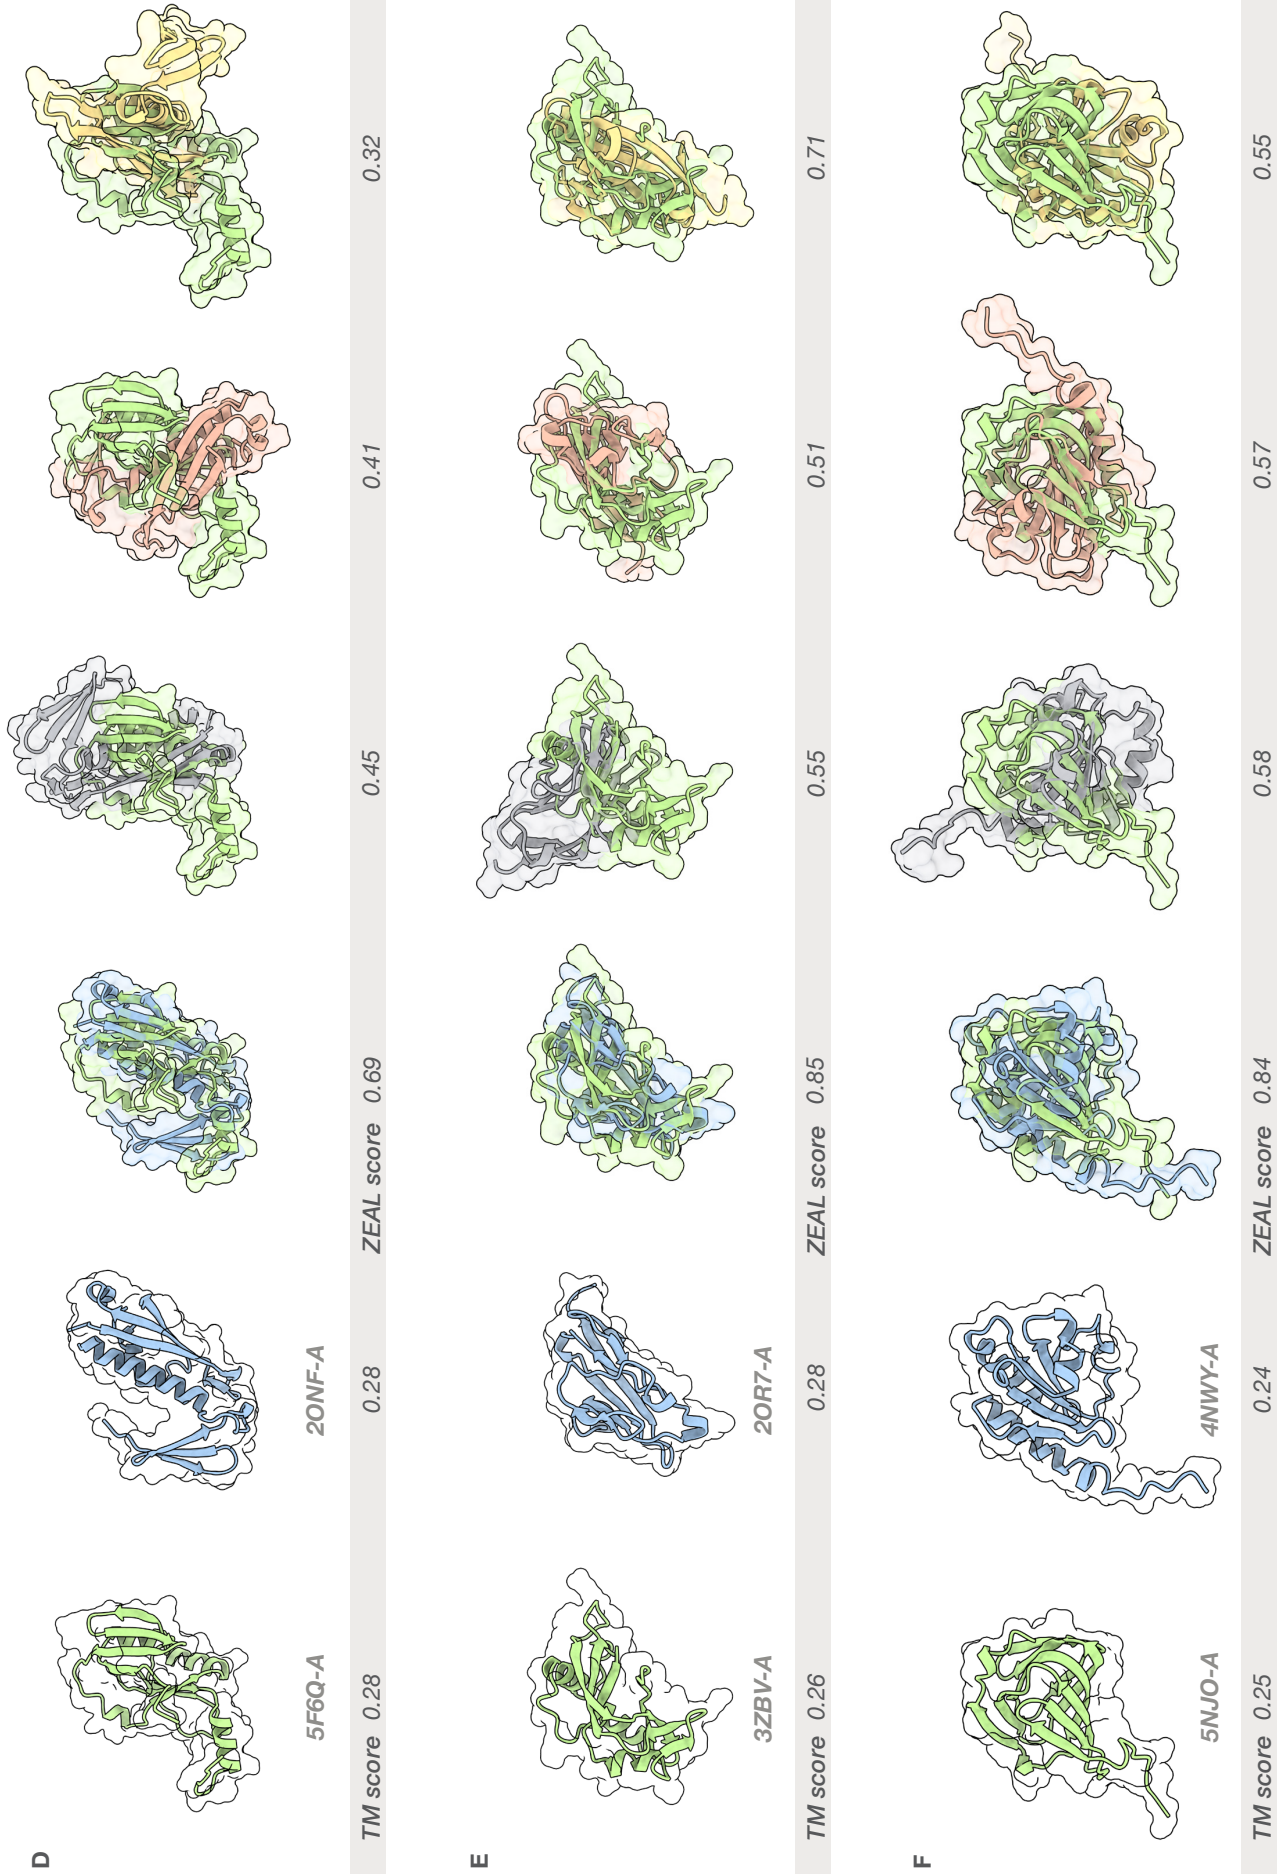 D
5F6Q-A 2ONF-A
TM score 0.28 0.28 ZEAL score 0.69 0.45 0.41 0.32
E
3ZBV-A 2OR7-A
TM score 0.26 0.28 ZEAL score 0.85 0.55 0.51 0.71
F
5NJO-A 4NWY-A
TM score 0.25 0.24 ZEAL score 0.84 0.58 0.57 0.55